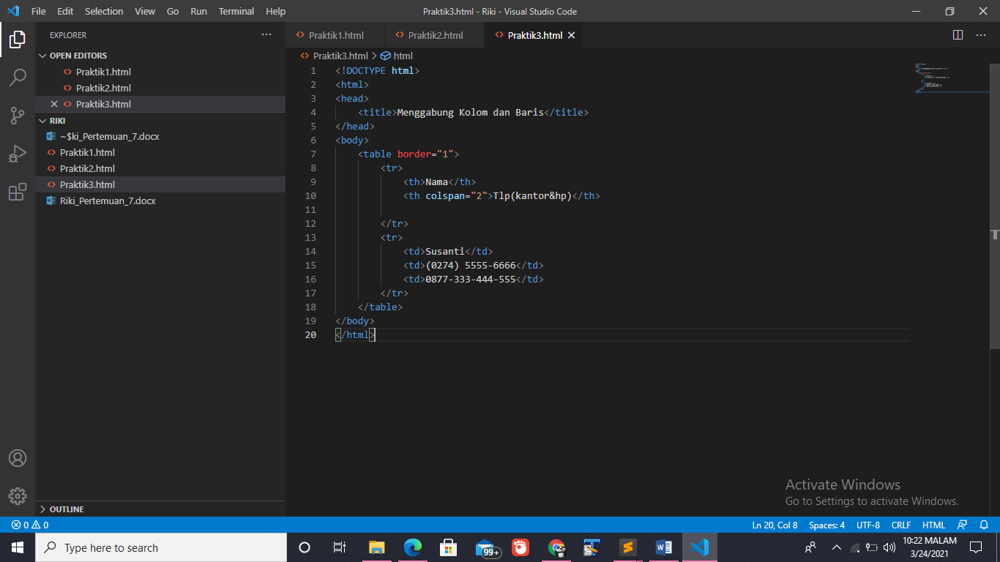 File Edit Selection View Go Run Terminal Help Praktik3.html - Riki - Visual Studio Code
EXPLORER
OPEN EDITORS
Praktik1.html
Praktik2.html
Praktik3.html
RIKI
~$ki_Pertemuan_7.docx
Praktik1.html
Praktik2.html
Praktik3.html
Riki_Pertemuan_7.docx
OUTLINE
Praktik1.html Praktik2.html Praktik3.html
Praktik3.html > html
1 <!DOCTYPE html>
2 <html>
3 <head>
4 <title>Menggabung Kolom dan Baris</title>
5 </head>
6 <body>
7 <table border="1">
8 <tr>
9 <th>Nama</th>
10 <th colspan="2">Tlp(kantor&hp)</th>
11
12 </tr>
13 <tr>
14 <td>Susanti</td>
15 <td>(0274) 5555-6666</td>
16 <td>0877-333-444-555</td>
17 </tr>
18 </table>
19 </body>
20 </html>
Activate Windows
Go to Settings to activate Windows.
0 0 Ln 20, Col 8 Spaces: 4 UTF-8 CRLF HTML
Type here to search
99+
10:22 MALAM
3/24/2021